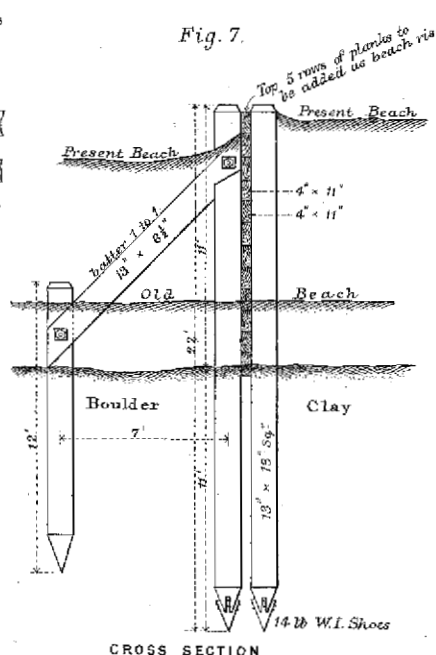 Fig. 7.
Top 5 rows of planks to
be added as beach ris
Present Beach
Present Beach
4" × 11"
4" × 11"
batter 1 to 1
13" × 6½"
11'
22'
Old Beach
Boulder Clay
12'
7'
11'
13" × 13" Sqr
14 lb W.I. Shoes
CROSS SECTION